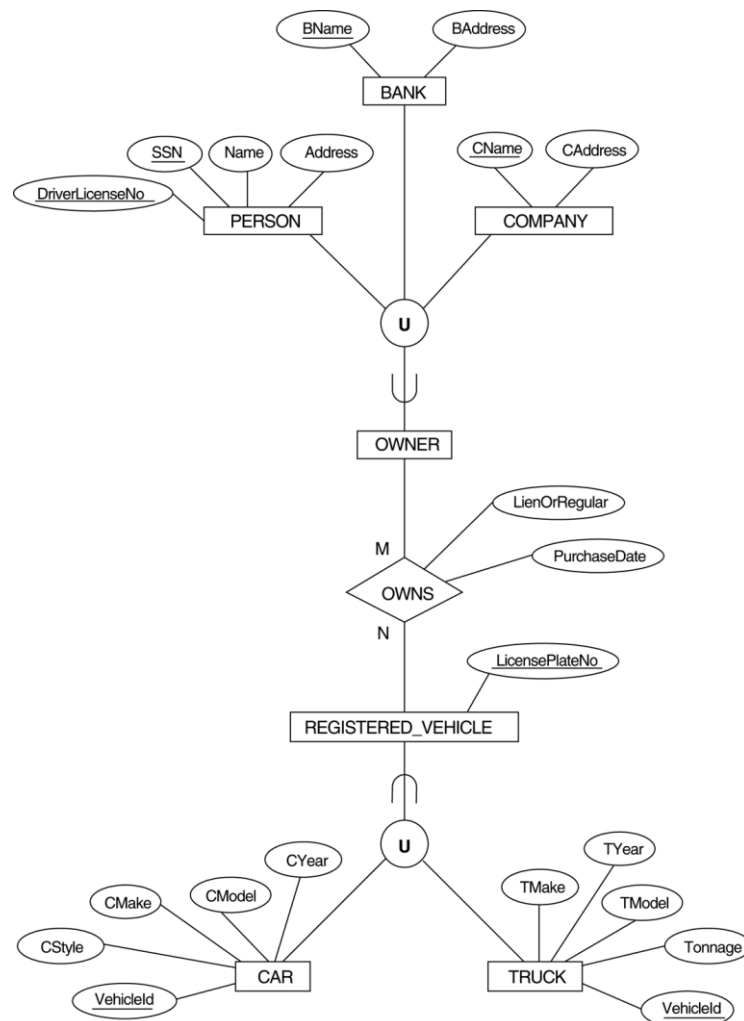 BName
BAddress
BANK
SSN
Name
Address
CName
CAddress
DriverLicenseNo
PERSON
COMPANY
U
OWNER
LienOrRegular
M
PurchaseDate
OWNS
N
LicensePlateNo
REGISTERED_VEHICLE
U
CYear
TYear
CModel
TMake
CMake
TModel
CStyle
Tonnage
CAR
TRUCK
VehicleId
VehicleId